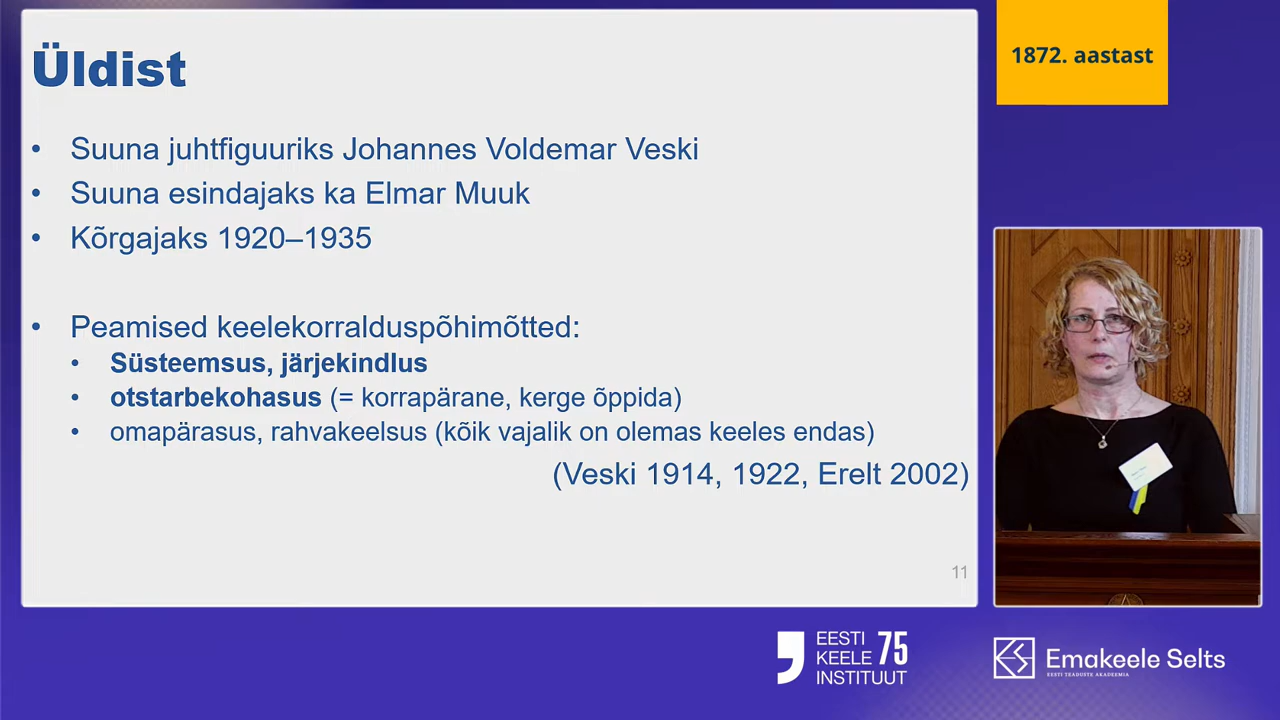 Üldist
1872. aastast
• Suuna juhtfiguuriks Johannes Voldemar Veski
• Suuna esindajaks ka Elmar Muuk
• Kõrgajaks 1920–1935
• Peamised keelekorralduspõhimõtted:
• Süsteemsus, järjekindlus
• otstarbekohasus (= korrapärane, kerge õppida)
• omapärasus, rahvakeelsus (kõik vajalik on olemas keeles endas)
(Veski 1914, 1922, Erelt 2002)
11
EESTI
KEELE 75
INSTITUUT
Emakeele Selts
EESTI TEADUSTE AKADEEMIA